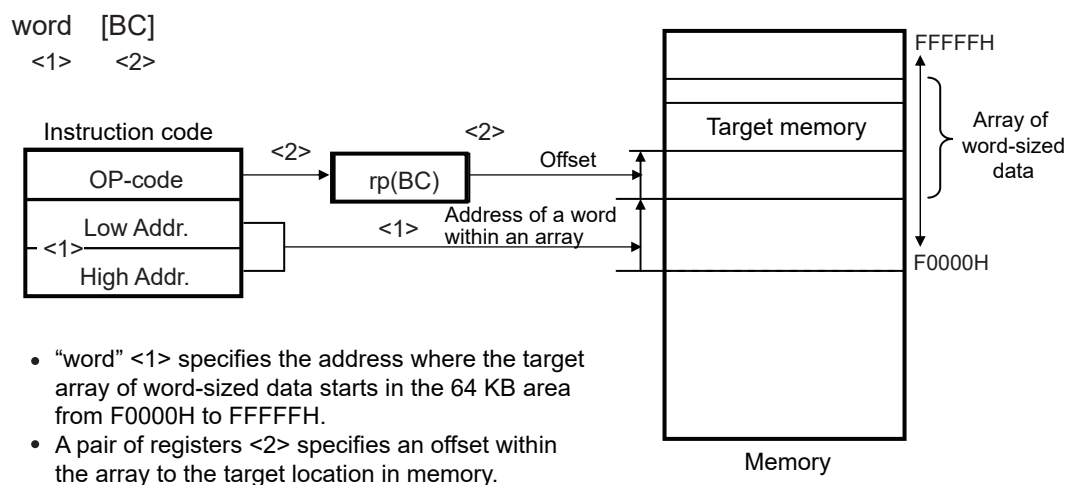 word [BC]
<1> <2>
Instruction code
OP-code
Low Addr.
<1>
High Addr.
<2>
rp(BC)
<2>
Offset
<1>
Address of a word
within an array
Target memory
FFFFFH
Array of
word-sized
data
F0000H
Memory
• “word” <1> specifies the address where the target
array of word-sized data starts in the 64 KB area
from F0000H to FFFFFH.
• A pair of registers <2> specifies an offset within
the array to the target location in memory.